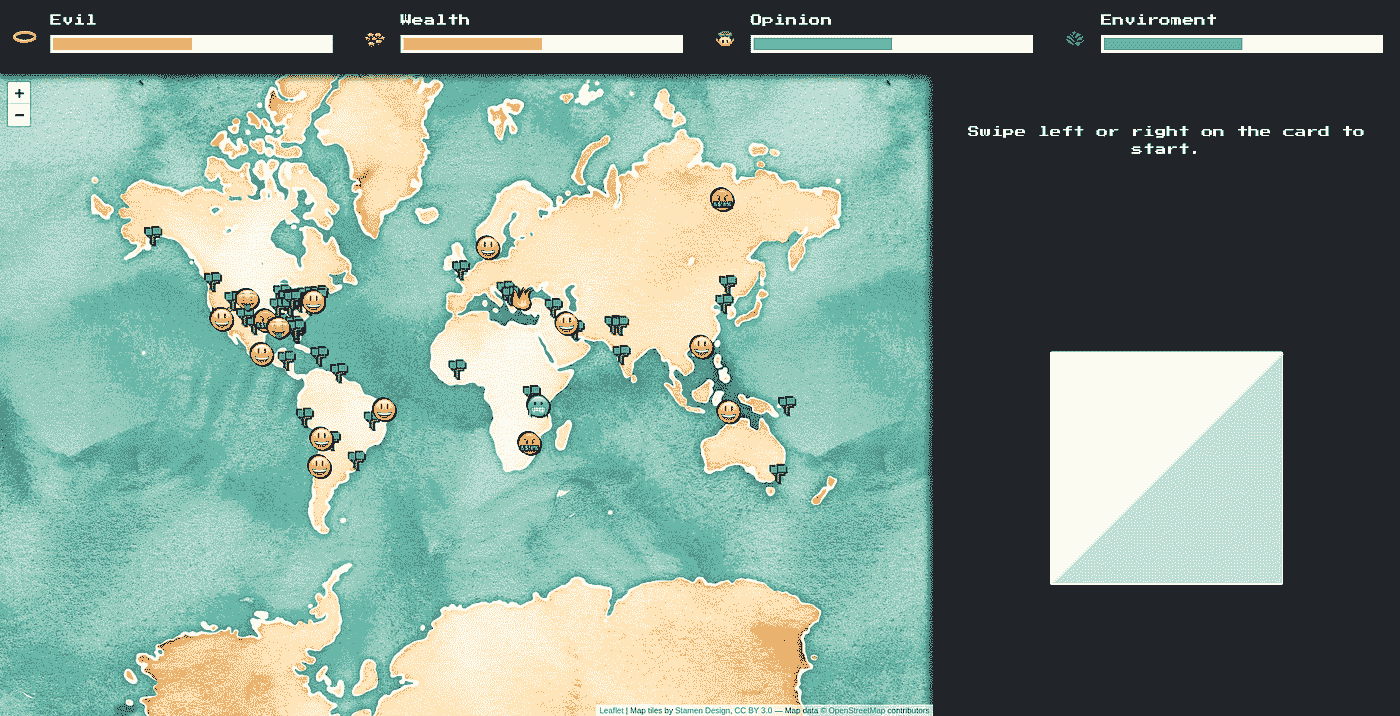 Evil
Wealth
Opinion
Enviroment
+
−
Swipe left or right on the card to
start.
Leaflet | Map tiles by Stamen Design, CC BY 3.0 — Map data © OpenStreetMap contributors